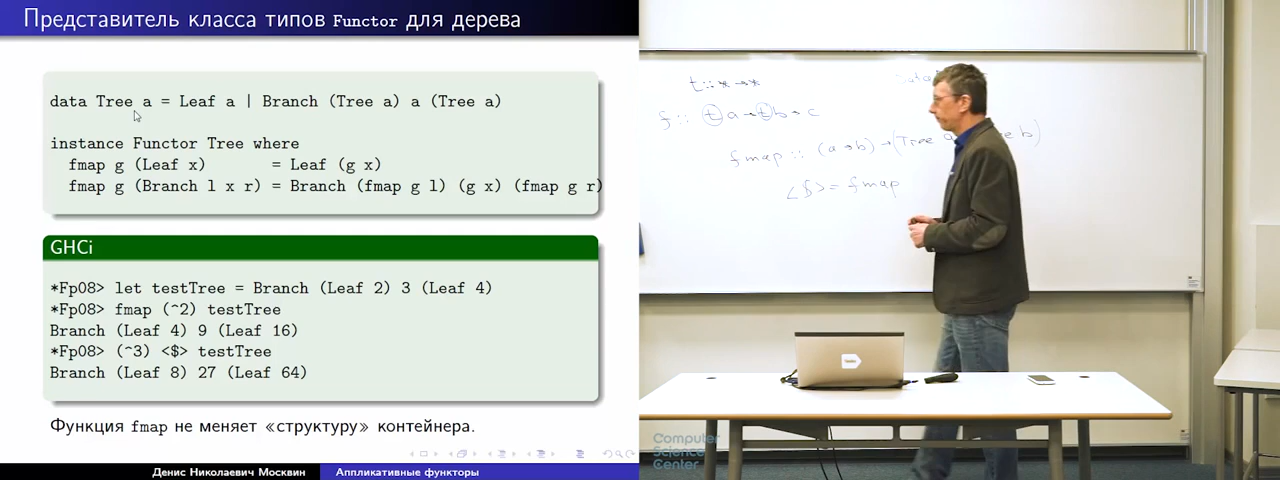 Представитель класса типов Functor для дерева
data Tree a = Leaf a | Branch (Tree a) a (Tree a)
instance Functor Tree where
fmap g (Leaf x) = Leaf (g x)
fmap g (Branch l x r) = Branch (fmap g l) (g x) (fmap g r)
GHCi
*Fp08> let testTree = Branch (Leaf 2) 3 (Leaf 4)
*Fp08> fmap (^2) testTree
Branch (Leaf 4) 9 (Leaf 16)
*Fp08> (^3) <$> testTree
Branch (Leaf 8) 27 (Leaf 64)
Функция fmap не меняет «структуру» контейнера.
Денис Николаевич Москвин Аппликативные функторы
t :: * → *
f :: t a → t b → c
fmap :: (a → b) → (Tree a
e b)
<$> = fmap
Computer
Science
Center